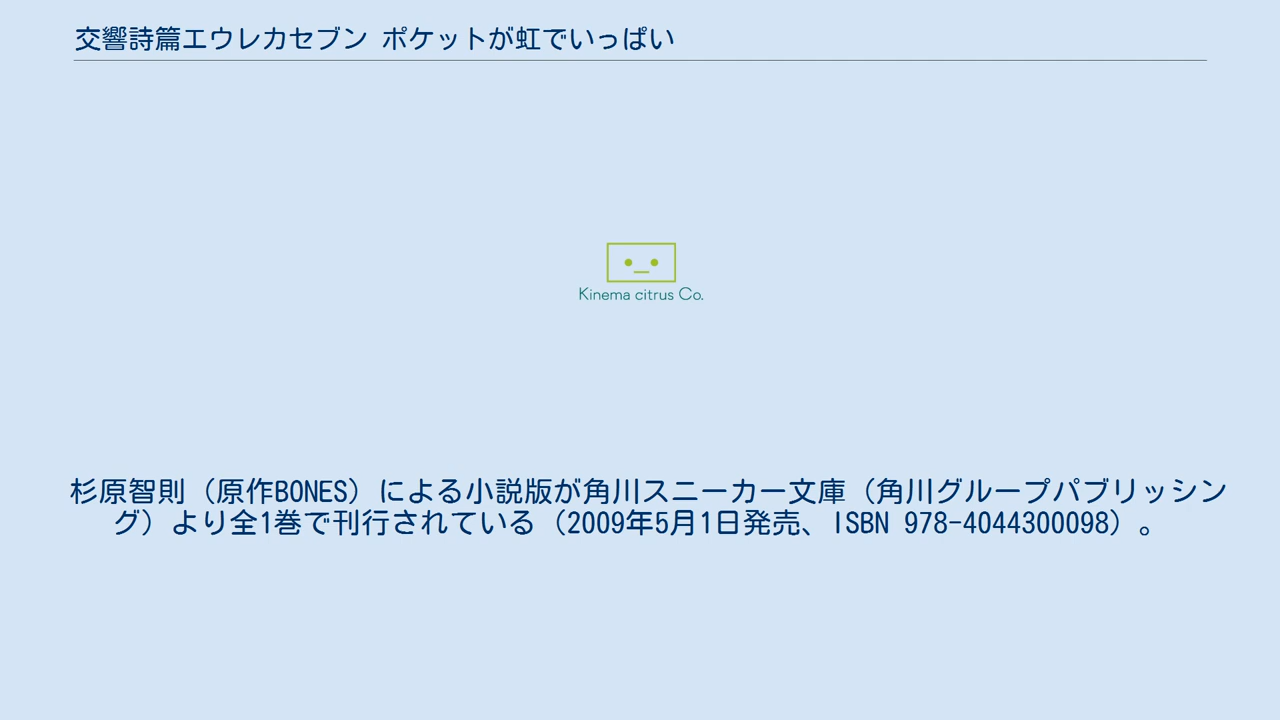 交響詩篇エウレカセブン ポケットが虹でいっぱい
Kinema citrus Co.
杉原智則（原作BONES）による小説版が角川スニーカー文庫（角川グループパブリッシン
グ）より全1巻で刊行されている（2009年5月1日発売、ISBN 978-4044300098）。